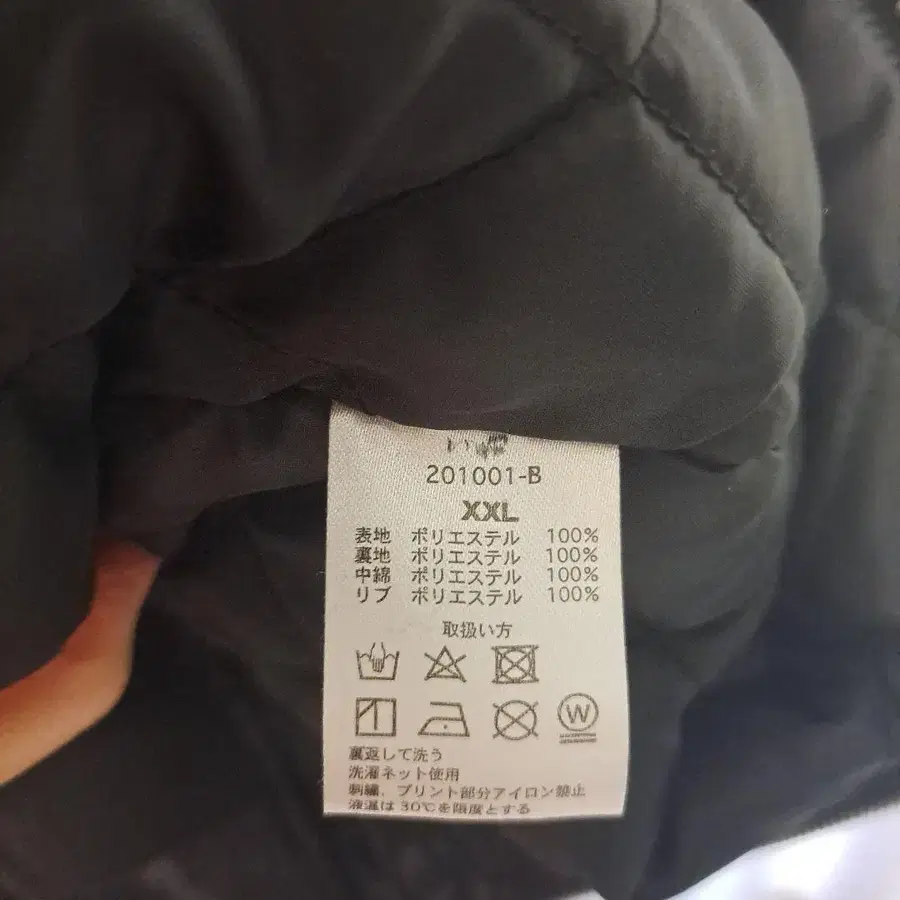 201001-B
XXL
表地 ポリエステル 100%
裏地 ポリエステル 100%
中綿 ポリエステル 100%
リブ ポリエステル 100%
取扱い方
W
裏返して洗う
洗濯ネット使用
刺繍、プリント部分アイロン禁止
液温は30℃を限度とする